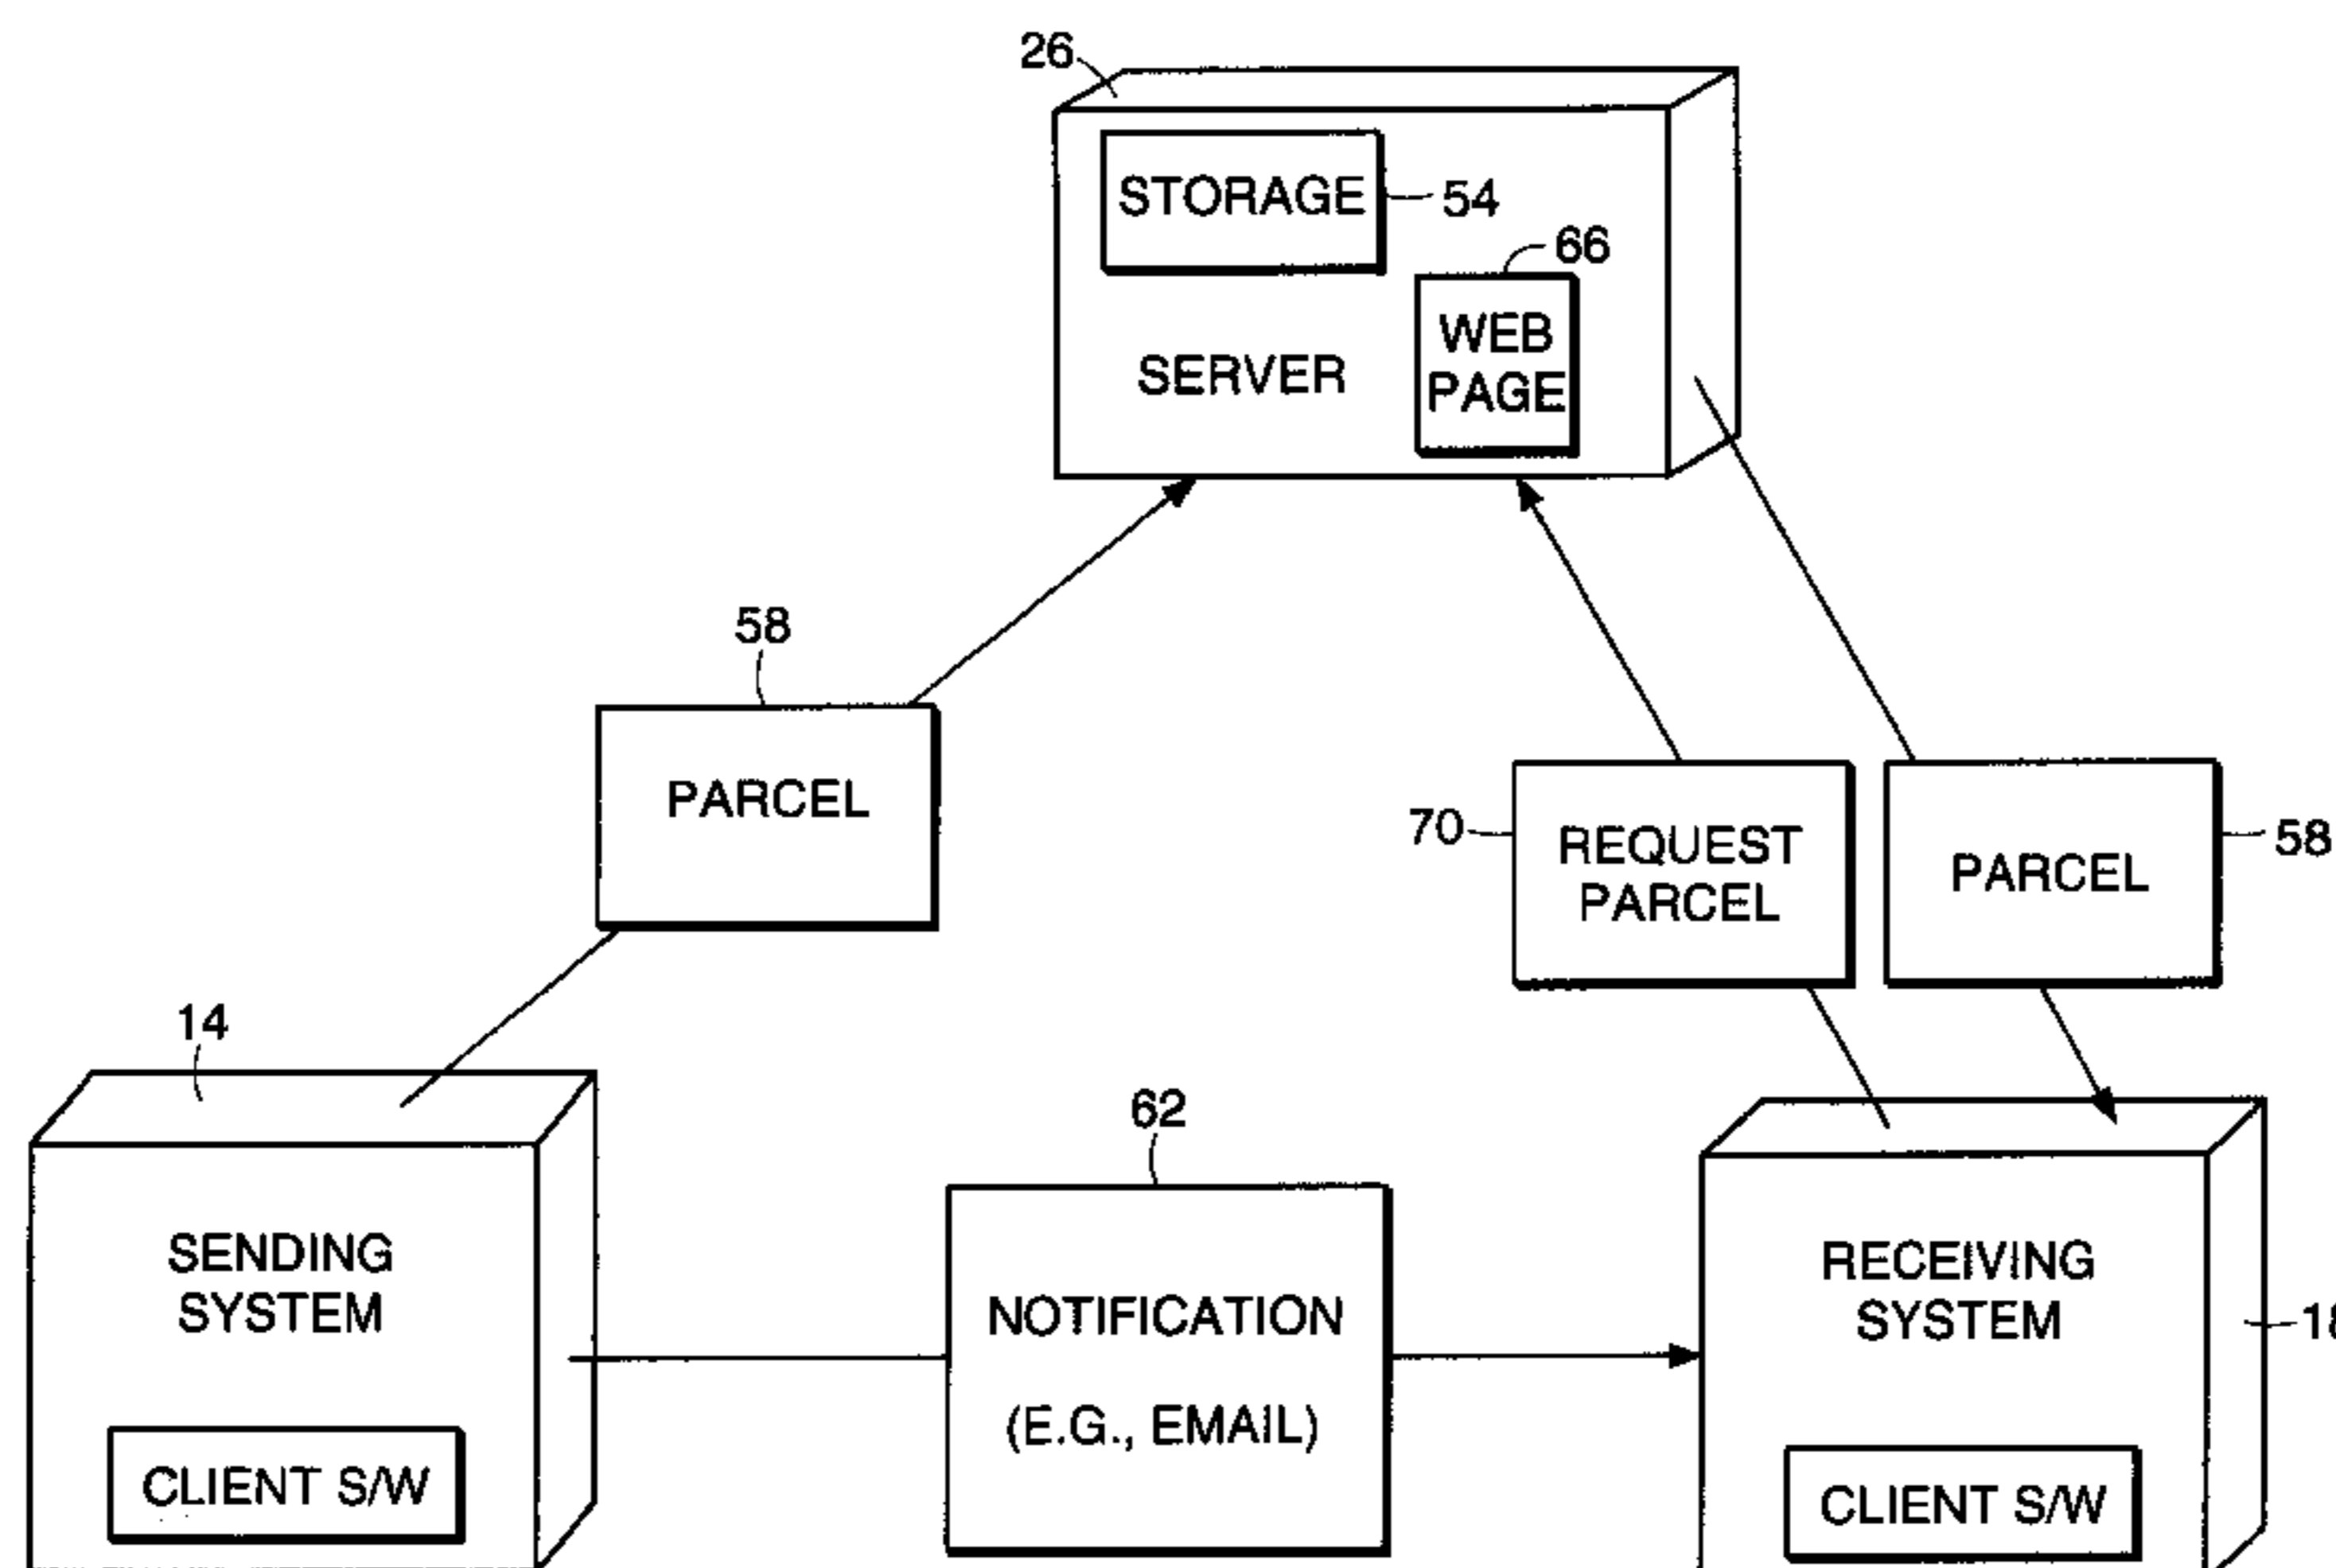 26
STORAGE
54
66
WEB
PAGE
SERVER
58
PARCEL
70
REQUEST
PARCEL
PARCEL
58
14
62
SENDING
SYSTEM
NOTIFICATION
(E.G., EMAIL)
RECEIVING
SYSTEM
CLIENT S/W
CLIENT S/W